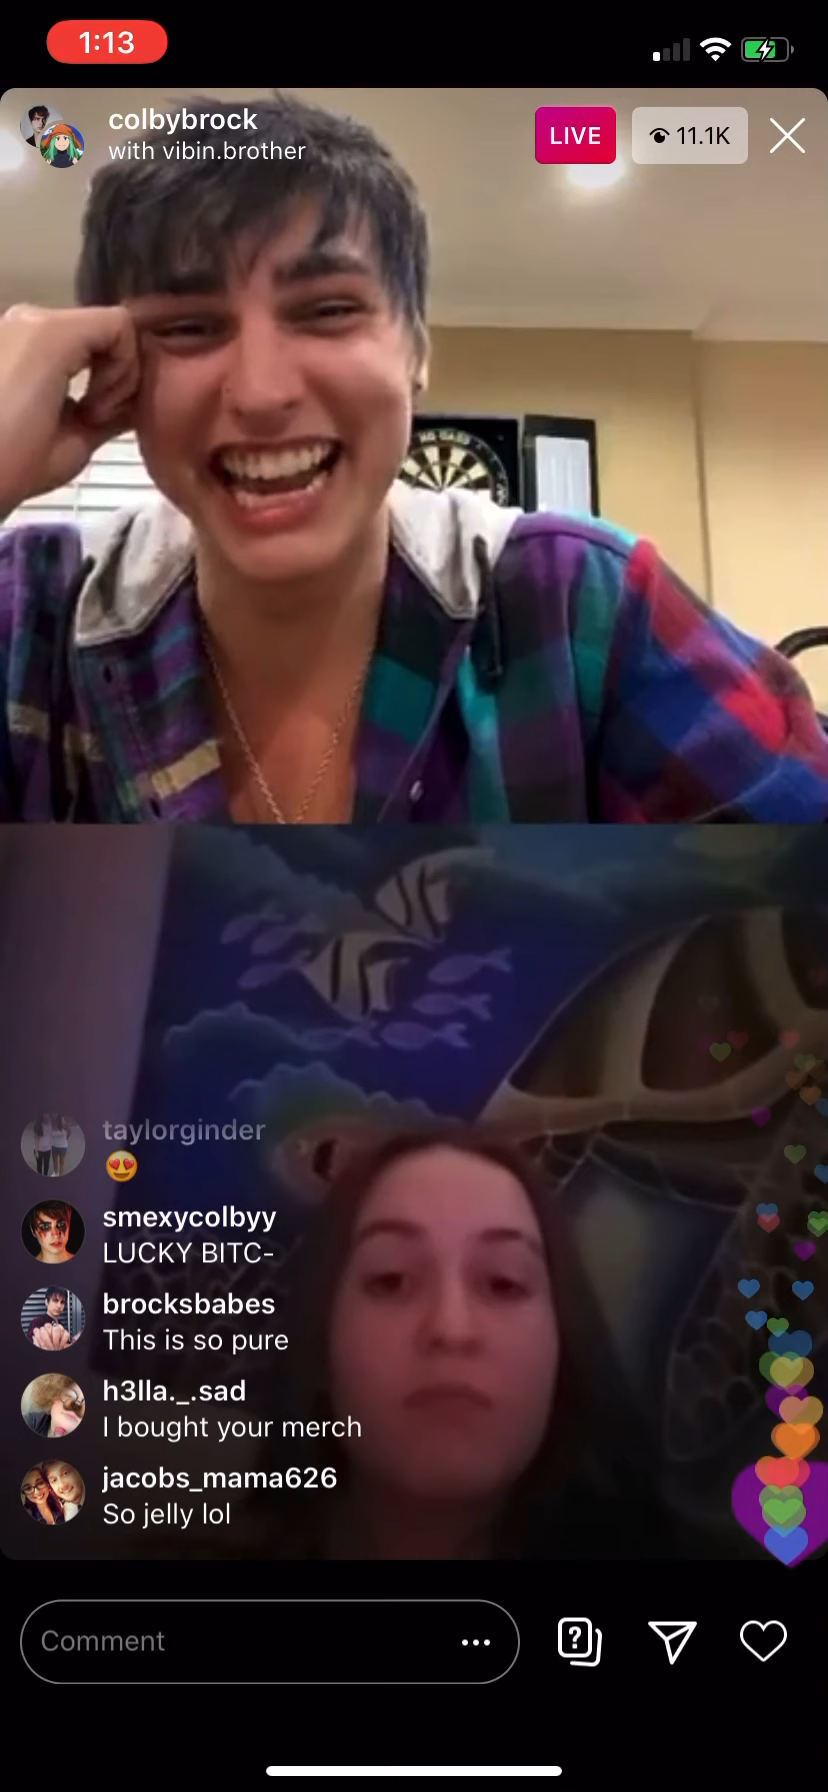 1:13
colbybrock
with vibin.brother
LIVE
11.1K
taylorginder
😍
smexycolbyy
LUCKY BITC-
brocksbabes
This is so pure
h3lla._.sad
I bought your merch
jacobs_mama626
So jelly lol
Comment